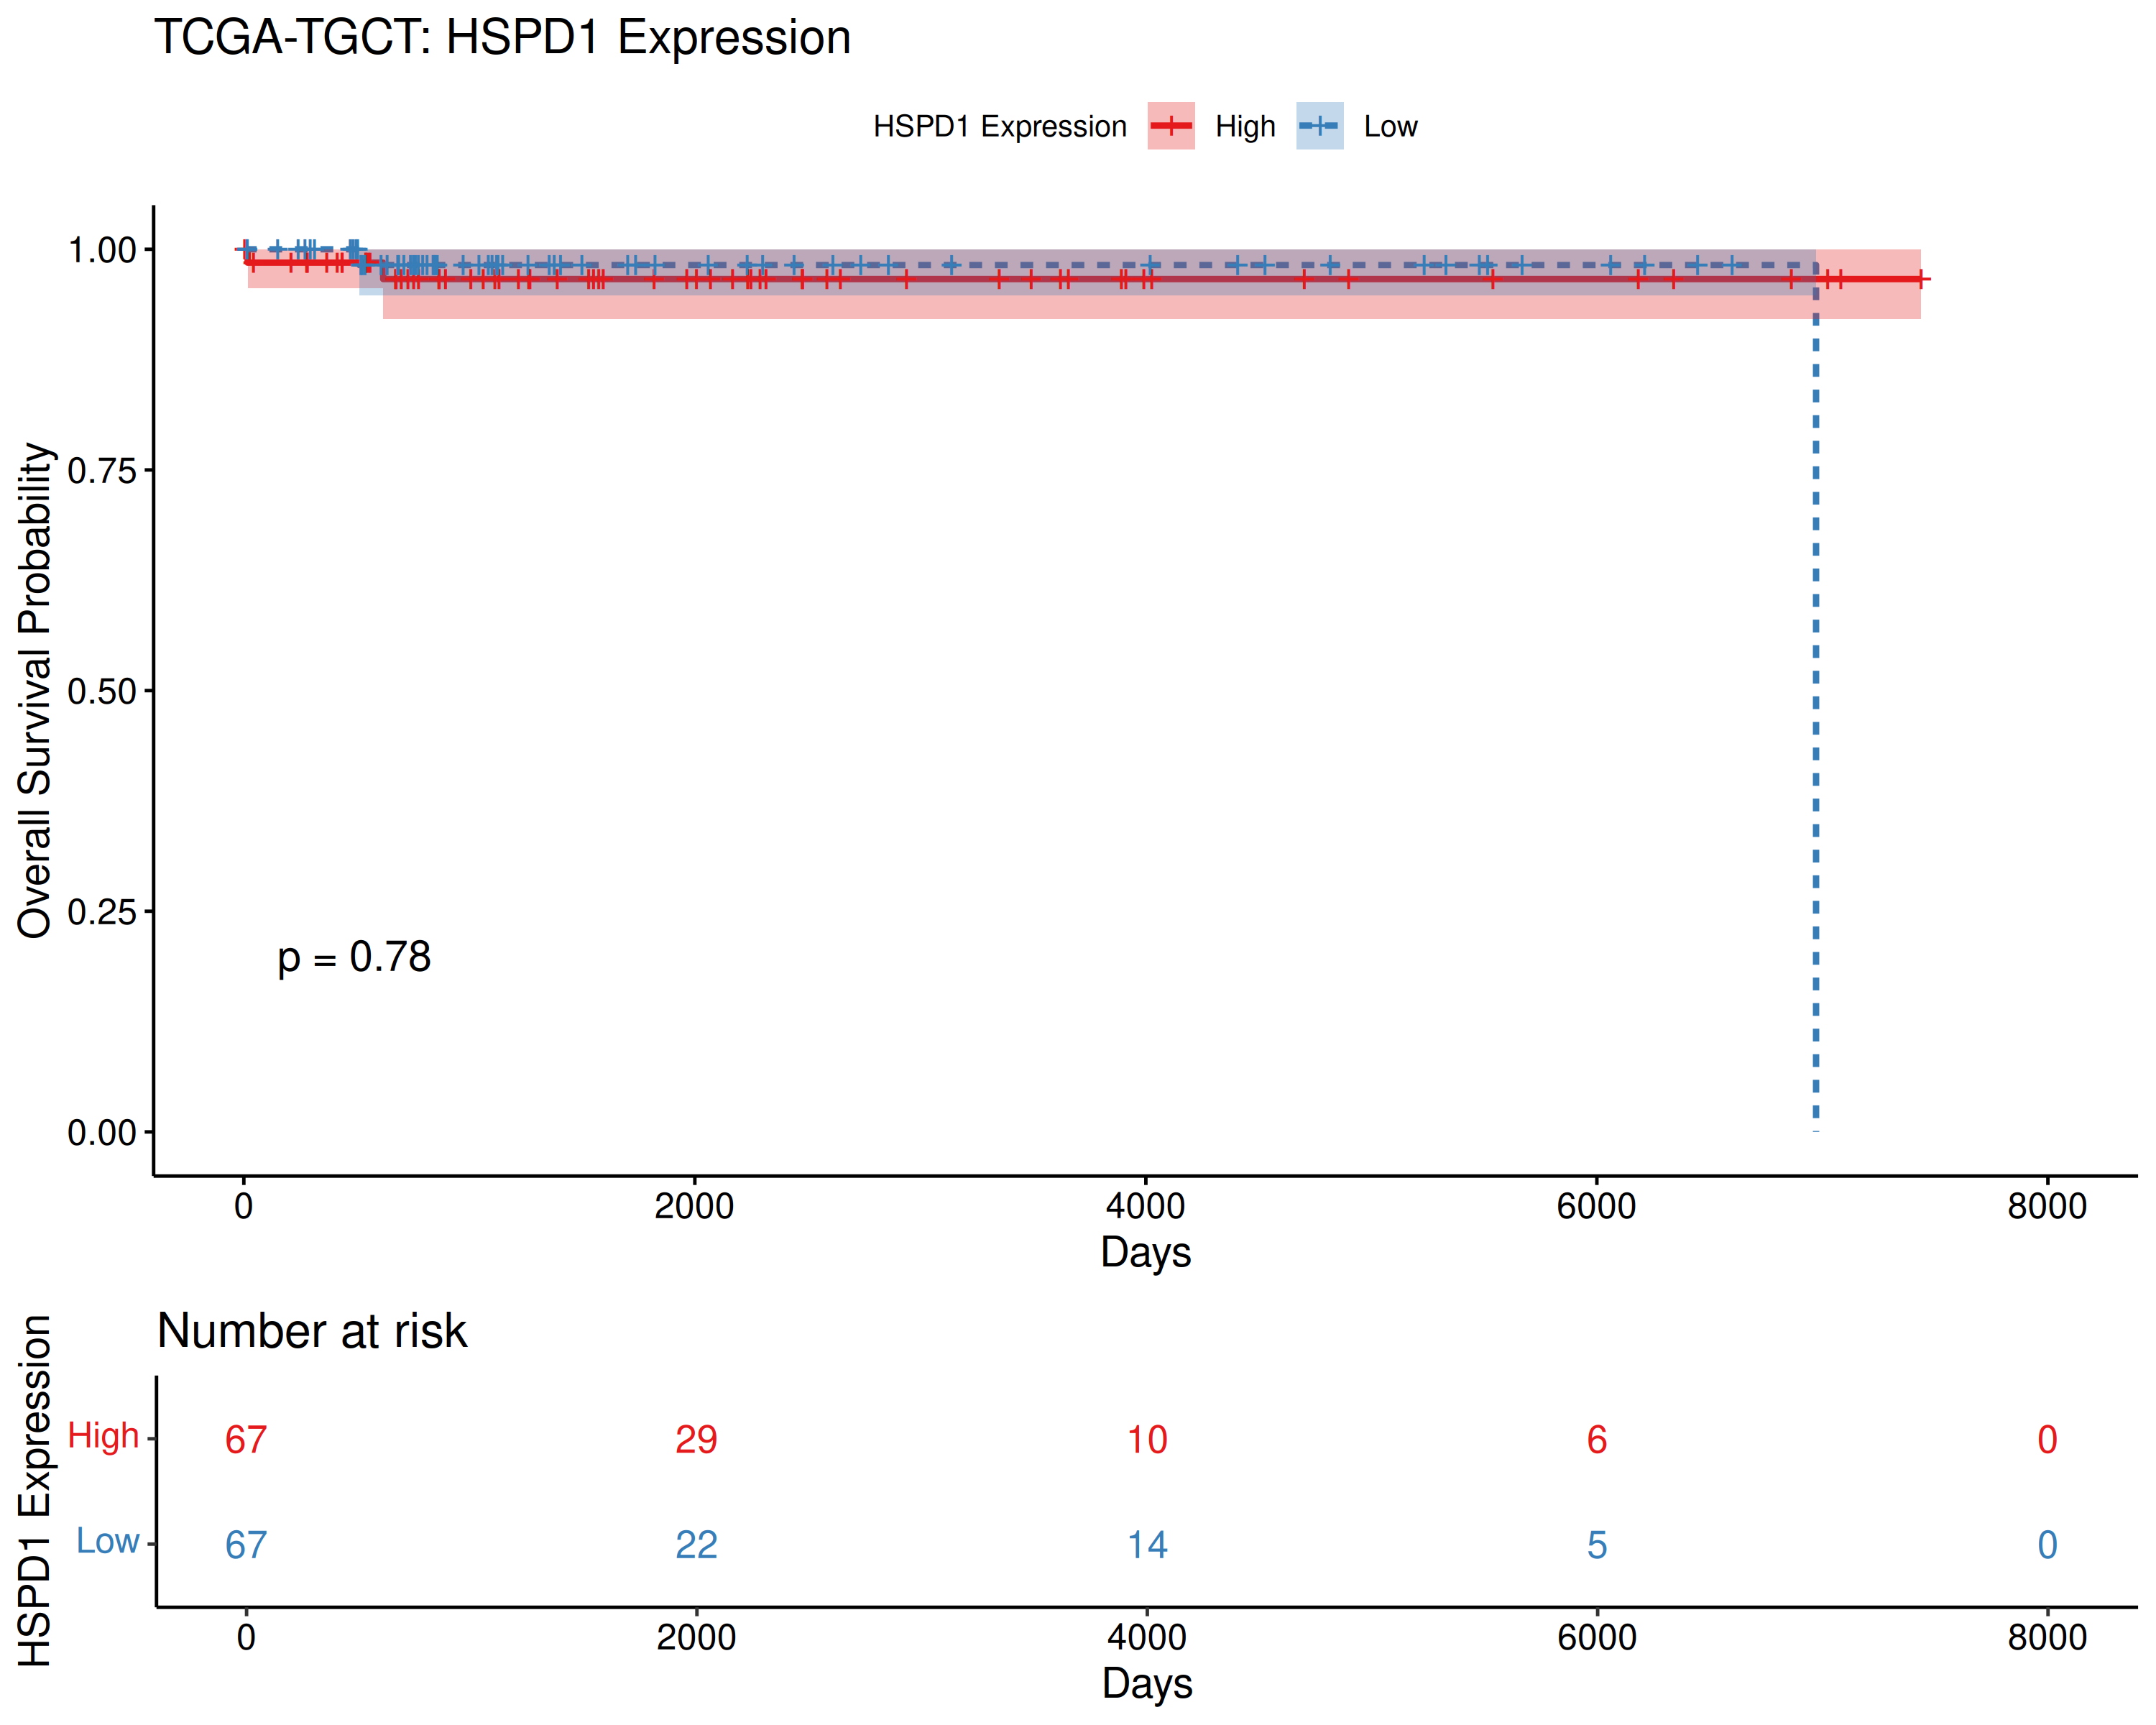 TCGA-TGCT: HSPD1 Expression
HSPD1 Expression High Low
Overall Survival Probability
1.00
0.75
0.50
0.25
0.00
p = 0.78
0 2000 4000 6000 8000
Days
Number at risk
HSPD1 Expression
High 67 29 10 6 0
Low 67 22 14 5 0
0 2000 4000 6000 8000
Days